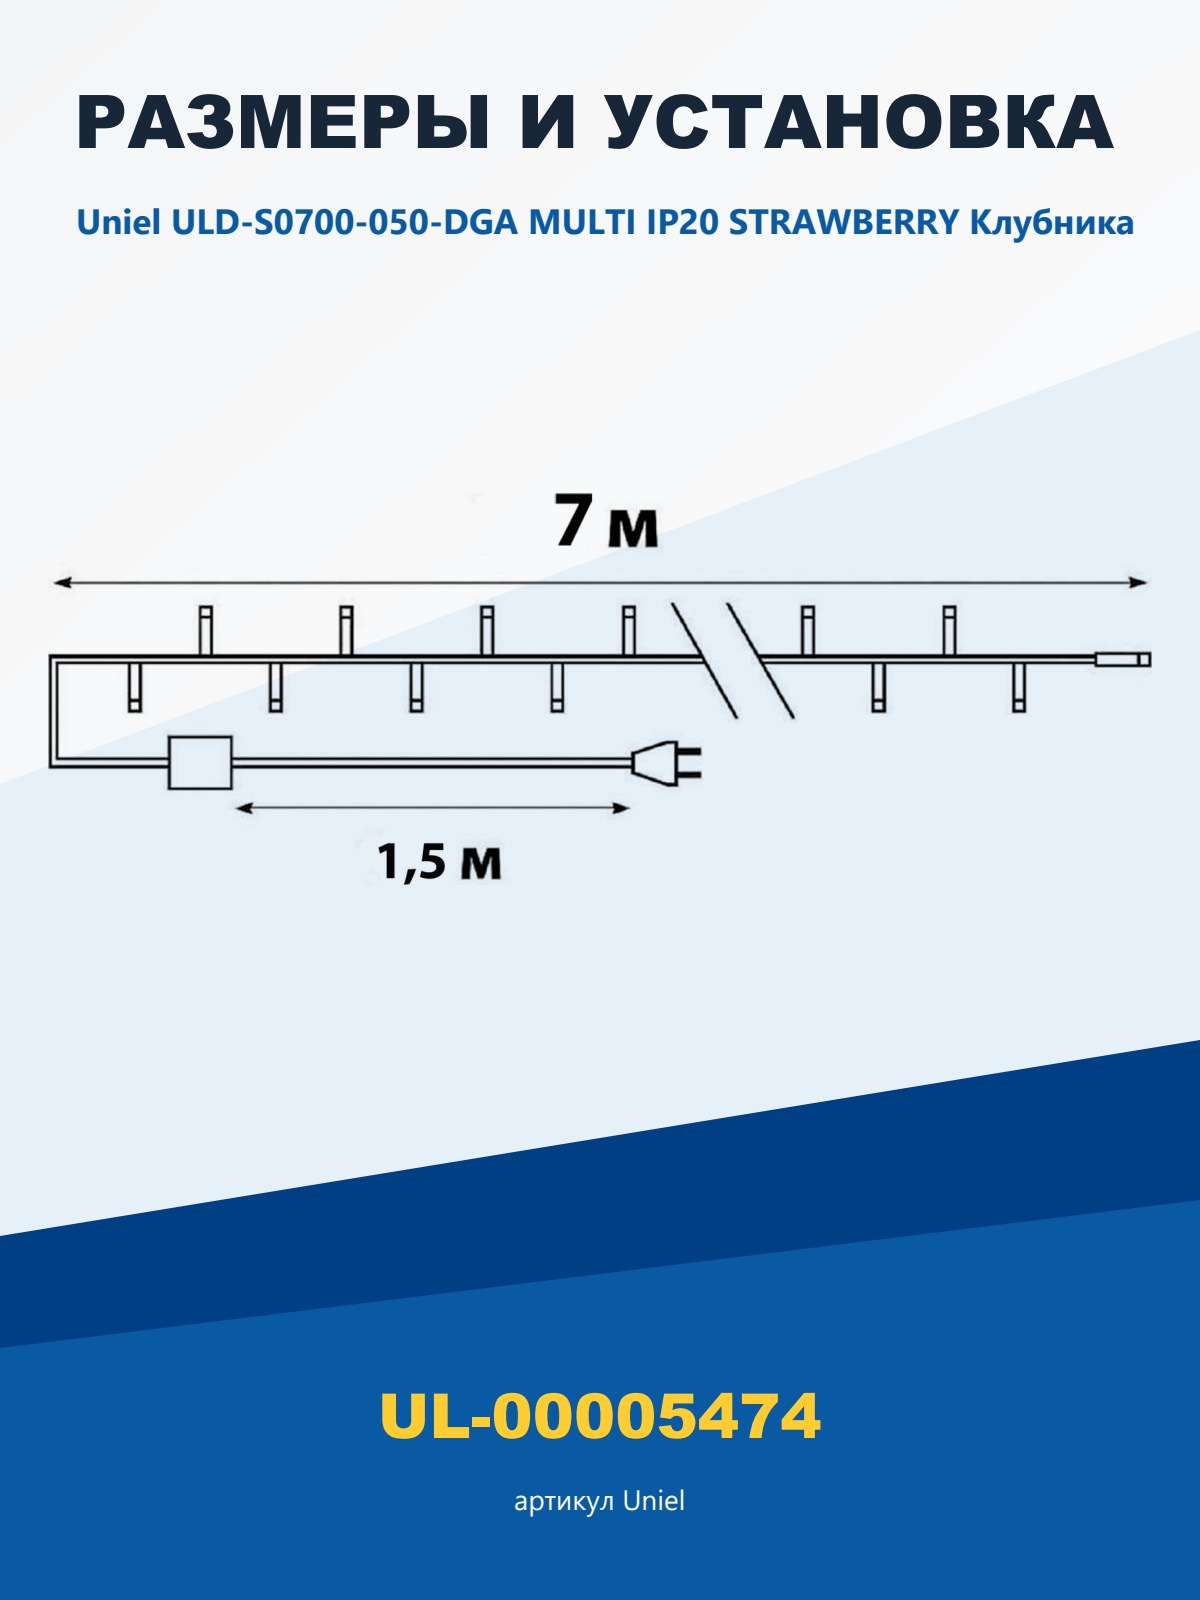 РАЗМЕРЫ И УСТАНОВКА
Uniel ULD-S0700-050-DGA MULTI IP20 STRAWBERRY Клубника
7 м
1,5 м
UL-00005474
артикул Uniel